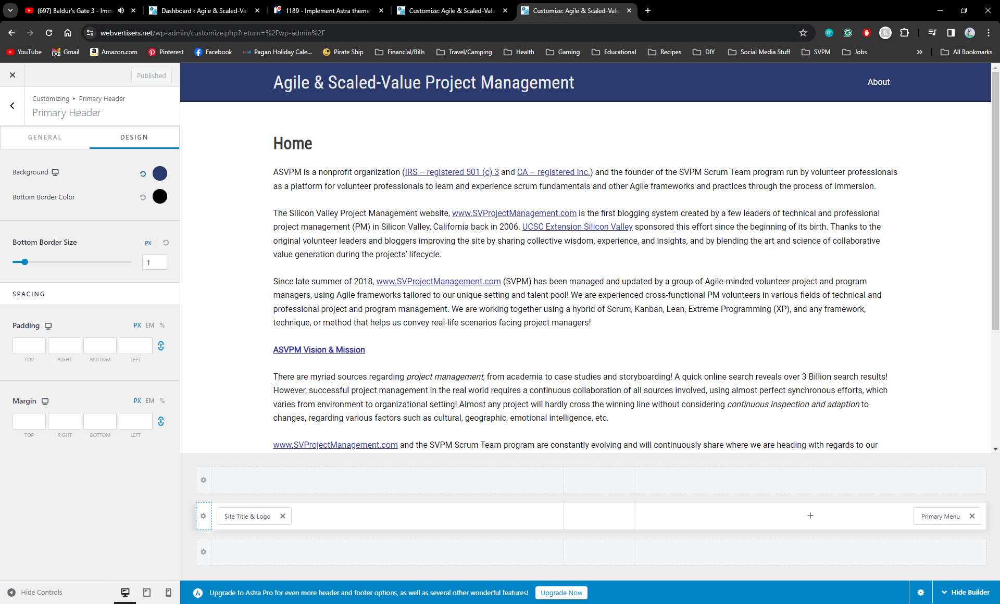 (697) Baldur's Gate 3 - Imm
Dashboard ‹ Agile & Scaled-Val
1189 - Implement Astra theme
Customize: Agile & Scaled-Valu
Customize: Agile & Scaled-Valu
webvertisers.net/wp-admin/customize.php?return=%2Fwp-admin%2F
YouTube
Gmail
Amazon.com
Pinterest
Facebook
Pagan Holiday Cale...
Pirate Ship
Financial/Bills
Travel/Camping
Health
Gaming
Educational
Recipes
DIY
Social Media Stuff
SVPM
Jobs
All Bookmarks
Published
Customizing ▸ Primary Header
Primary Header
GENERAL
DESIGN
Background
Bottom Border Color
Bottom Border Size
PX
1
SPACING
Padding
PX EM %
TOP RIGHT BOTTOM LEFT
Margin
PX EM %
TOP RIGHT BOTTOM LEFT
Hide Controls
Agile & Scaled-Value Project Management
About
Home
ASVPM is a nonprofit organization (IRS – registered 501 (c) 3 and CA – registered Inc.) and the founder of the SVPM Scrum Team program run by volunteer professionals
as a platform for volunteer professionals to learn and experience scrum fundamentals and other Agile frameworks and practices through the process of immersion.
The Silicon Valley Project Management website, www.SVProjectManagement.com is the first blogging system created by a few leaders of technical and professional
project management (PM) in Silicon Valley, California back in 2006. UCSC Extension Silicon Valley sponsored this effort since the beginning of its birth. Thanks to the
original volunteer leaders and bloggers improving the site by sharing collective wisdom, experience, and insights, and by blending the art and science of collaborative
value generation during the projects’ lifecycle.
Since late summer of 2018, www.SVProjectManagement.com (SVPM) has been managed and updated by a group of Agile-minded volunteer project and program
managers, using Agile frameworks tailored to our unique setting and talent pool! We are experienced cross-functional PM volunteers in various fields of technical and
professional project and program management. We are working together using a hybrid of Scrum, Kanban, Lean, Extreme Programming (XP), and any framework,
technique, or method that helps us convey real-life scenarios facing project managers!
ASVPM Vision & Mission
There are myriad sources regarding project management, from academia to case studies and storyboarding! A quick online search reveals over 3 Billion search results!
However, successful project management in the real world requires a continuous collaboration of all sources involved, using almost perfect synchronous efforts, which
varies from environment to organizational setting! Almost any project will hardly cross the winning line without considering continuous inspection and adaption to
changes, regarding various factors such as cultural, geographic, emotional intelligence, etc.
www.SVProjectManagement.com and the SVPM Scrum Team program are constantly evolving and will continuously share where we are heading with regards to our
Site Title & Logo
Primary Menu
Upgrade to Astra Pro for even more header and footer options, as well as several other wonderful features!
Upgrade Now
Hide Builder